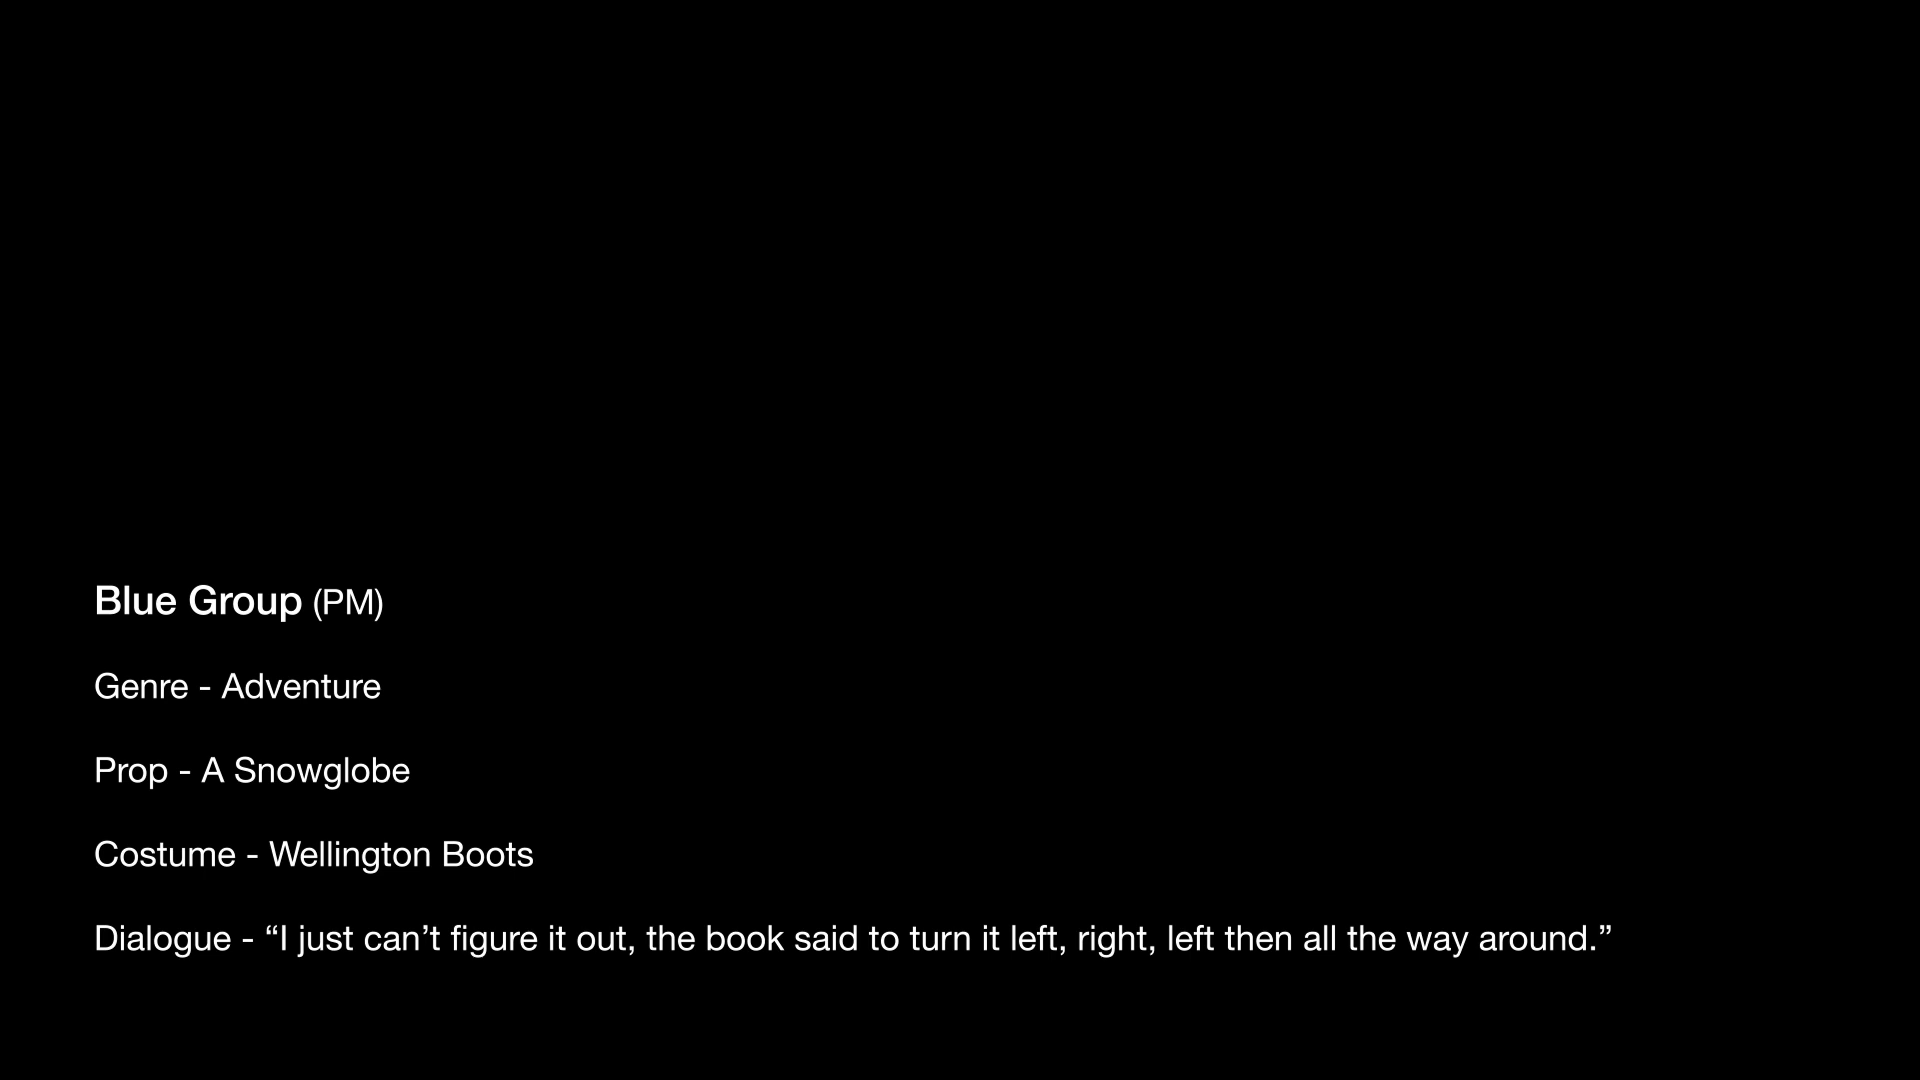 Blue Group (PM)
Genre - Adventure
Prop - A Snowglobe
Costume - Wellington Boots
Dialogue - “I just can’t figure it out, the book said to turn it left, right, left then all the way around.”